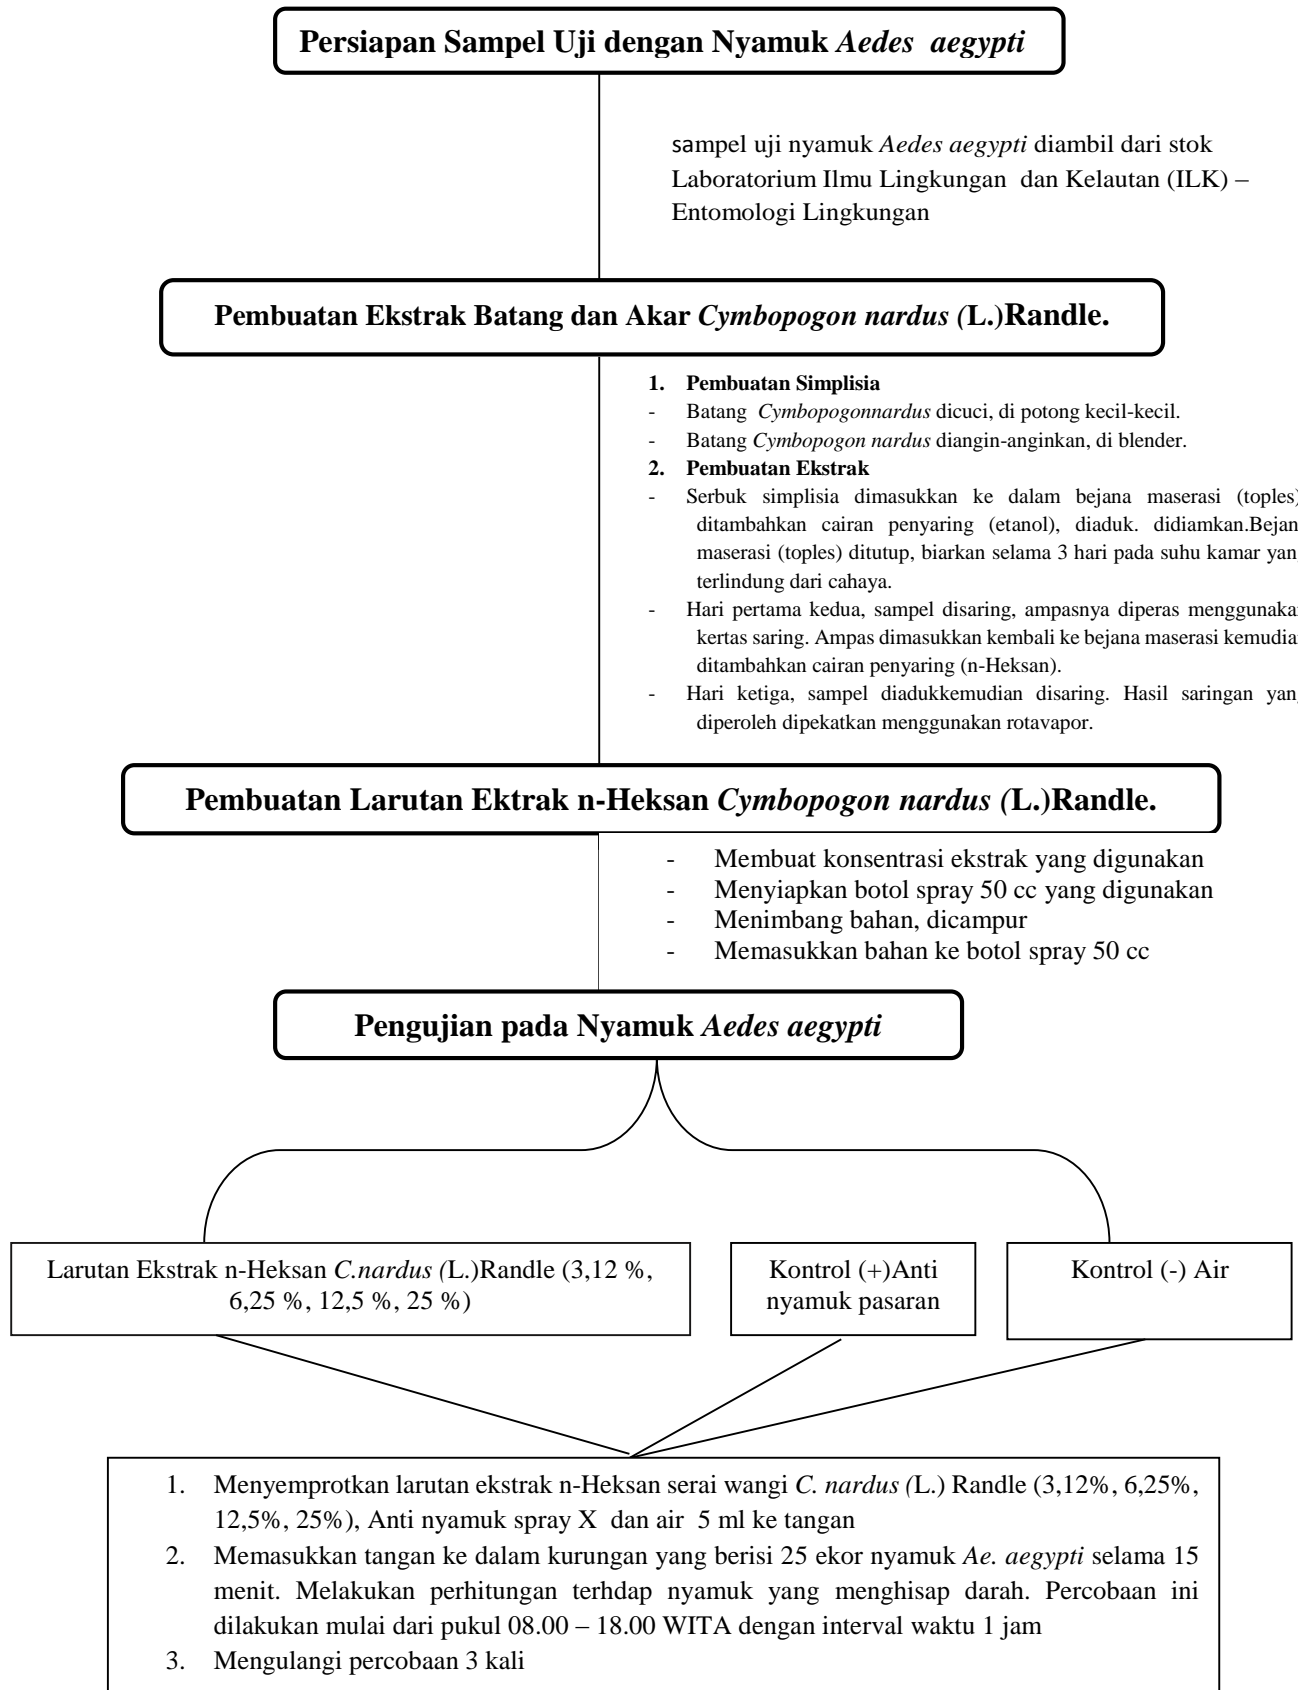 Persiapan Sampel Uji dengan Nyamuk Aedes aegypti
sampel uji nyamuk Aedes aegypti diambil dari stok
Laboratorium Ilmu Lingkungan dan Kelautan (ILK) –
Entomologi Lingkungan
Pembuatan Ekstrak Batang dan Akar Cymbopogon nardus (L.)Randle.
1. Pembuatan Simplisia
- Batang Cymbopogonnardus dicuci, di potong kecil-kecil.
- Batang Cymbopogon nardus diangin-anginkan, di blender.
2. Pembuatan Ekstrak
- Serbuk simplisia dimasukkan ke dalam bejana maserasi (toples)
ditambahkan cairan penyaring (etanol), diaduk. didiamkan.Bejan
maserasi (toples) ditutup, biarkan selama 3 hari pada suhu kamar yan
terlindung dari cahaya.
- Hari pertama kedua, sampel disaring, ampasnya diperas menggunaka
kertas saring. Ampas dimasukkan kembali ke bejana maserasi kemudia
ditambahkan cairan penyaring (n-Heksan).
- Hari ketiga, sampel diadukkemudian disaring. Hasil saringan yan
diperoleh dipekatkan menggunakan rotavapor.
Pembuatan Larutan Ektrak n-Heksan Cymbopogon nardus (L.)Randle.
- Membuat konsentrasi ekstrak yang digunakan
- Menyiapkan botol spray 50 cc yang digunakan
- Menimbang bahan, dicampur
- Memasukkan bahan ke botol spray 50 cc
Pengujian pada Nyamuk Aedes aegypti
Larutan Ekstrak n-Heksan C.nardus (L.)Randle (3,12 %,
6,25 %, 12,5 %, 25 %)
Kontrol (+)Anti
nyamuk pasaran
Kontrol (-) Air
1. Menyemprotkan larutan ekstrak n-Heksan serai wangi C. nardus (L.) Randle (3,12%, 6,25%,
12,5%, 25%), Anti nyamuk spray X dan air 5 ml ke tangan
2. Memasukkan tangan ke dalam kurungan yang berisi 25 ekor nyamuk Ae. aegypti selama 15
menit. Melakukan perhitungan terhdap nyamuk yang menghisap darah. Percobaan ini
dilakukan mulai dari pukul 08.00 – 18.00 WITA dengan interval waktu 1 jam
3. Mengulangi percobaan 3 kali